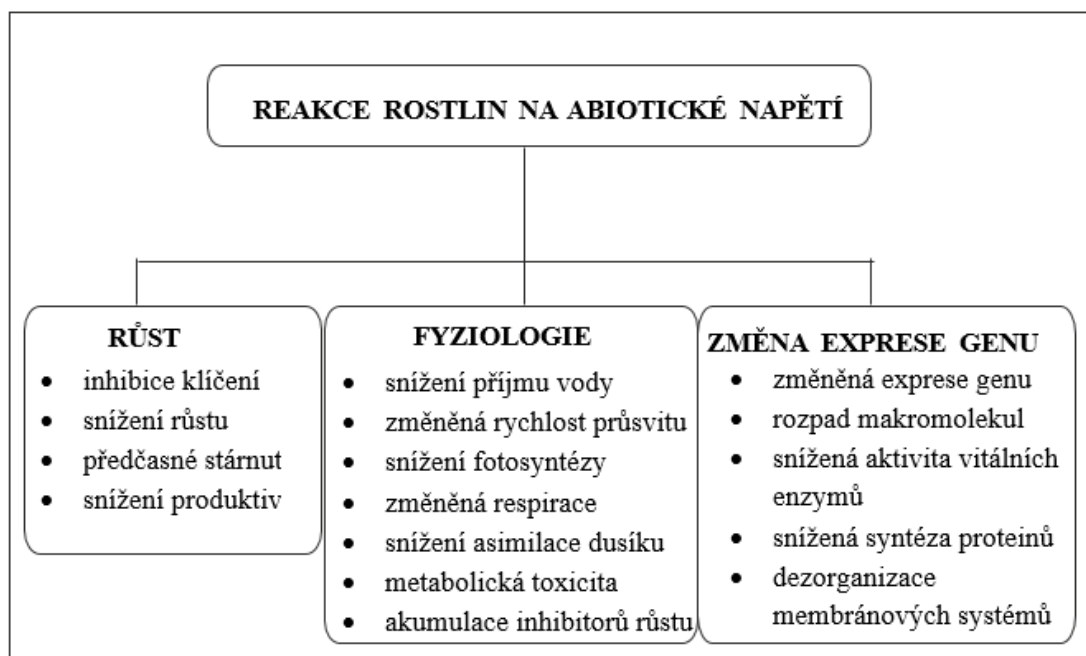 REAKCE ROSTLIN NA ABIOTICKÉ NAPĚTÍ
RŮST
• inhibice klíčení
• snížení růstu
• předčasné stárnut
• snížení produktiv
FYZIOLOGIE
• snížení příjmu vody
• změněná rychlost průsvitu
• snížení fotosyntézy
• změněná respirace
• snížení asimilace dusíku
• metabolická toxicita
• akumulace inhibitorů růstu
ZMĚNA EXPRESE GENU
• změněná exprese genu
• rozpad makromolekul
• snížená aktivita vitálních
enzymů
• snížená syntéza proteinů
• dezorganizace
membránových systémů